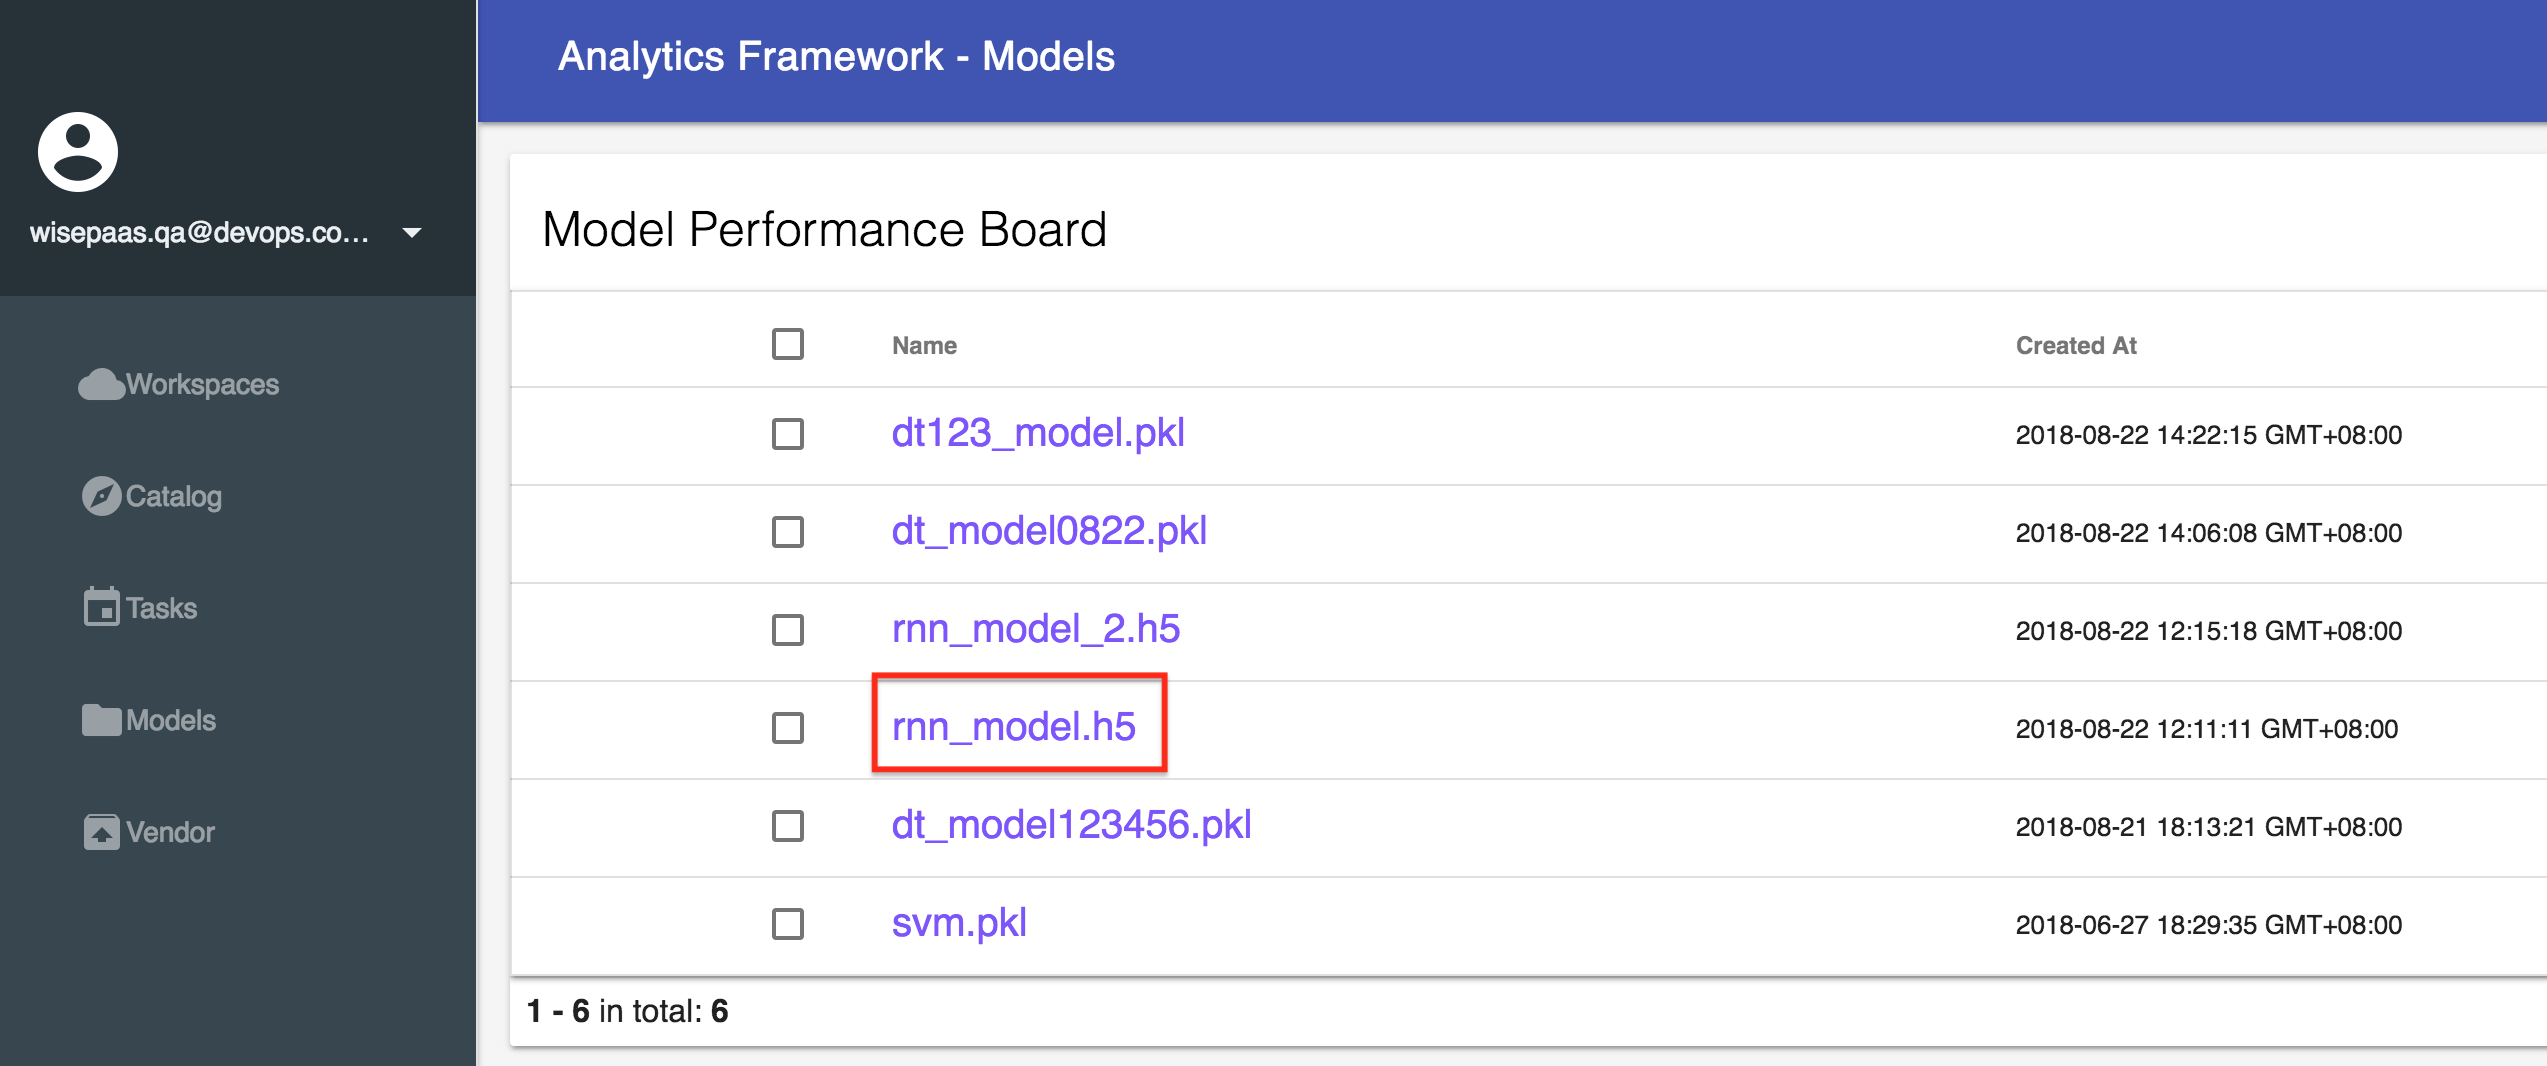 Analytics Framework - Models
wisepaas.qa@devops.co...
Workspaces
Catalog
Tasks
Models
Vendor
Model Performance Board
Name Created At
dt123_model.pkl 2018-08-22 14:22:15 GMT+08:00
dt_model0822.pkl 2018-08-22 14:06:08 GMT+08:00
rnn_model_2.h5 2018-08-22 12:15:18 GMT+08:00
rnn_model.h5 2018-08-22 12:11:11 GMT+08:00
dt_model123456.pkl 2018-08-21 18:13:21 GMT+08:00
svm.pkl 2018-06-27 18:29:35 GMT+08:00
1 - 6 in total: 6